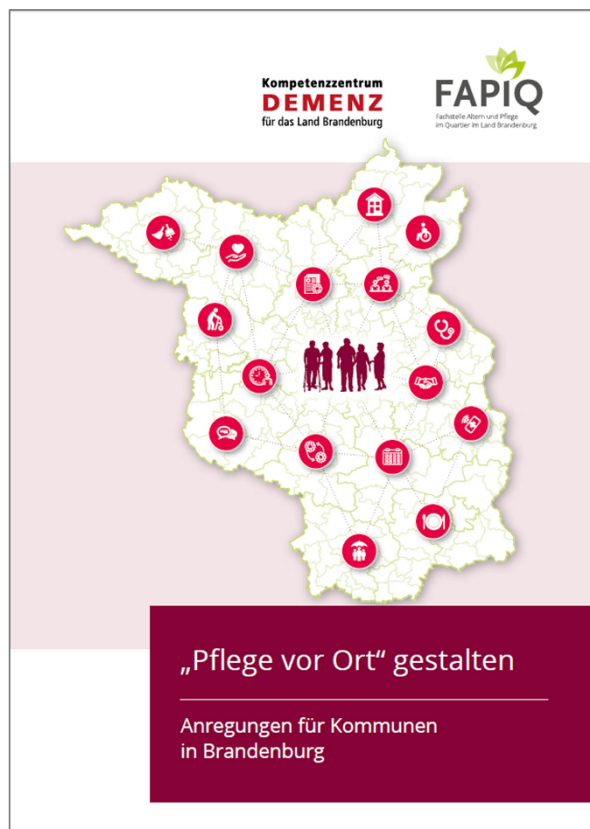 Kompetenzzentrum
DEMENZ
für das Land Brandenburg
FAPIQ
Fachstelle Altern und Pflege
im Quartier im Land Brandenburg
„Pflege vor Ort“ gestalten
Anregungen für Kommunen
in Brandenburg